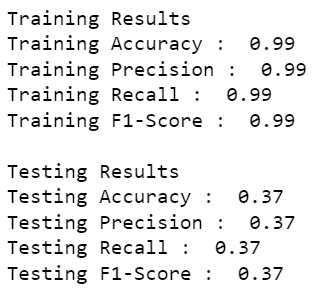 Training Results
Training Accuracy :  0.99
Training Precision :  0.99
Training Recall :  0.99
Training F1-Score :  0.99

Testing Results
Testing Accuracy :  0.37
Testing Precision :  0.37
Testing Recall :  0.37
Testing F1-Score :  0.37